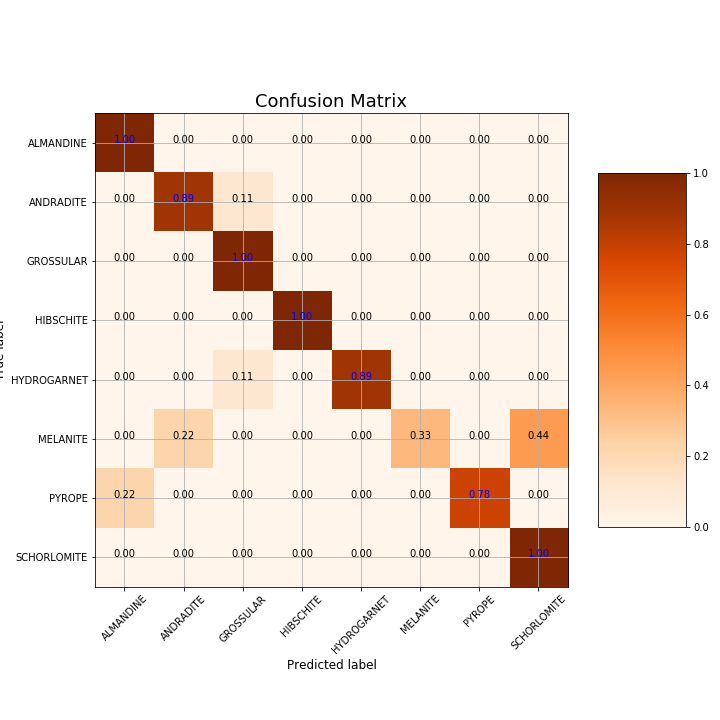 Confusion Matrix
ALMANDINE 1.00 0.00 0.00 0.00 0.00 0.00 0.00 0.00
ANDRADITE 0.00 0.89 0.11 0.00 0.00 0.00 0.00 0.00
GROSSULAR 0.00 0.00 1.00 0.00 0.00 0.00 0.00 0.00
HIBSCHITE 0.00 0.00 0.00 1.00 0.00 0.00 0.00 0.00
HYDROGARNET 0.00 0.00 0.11 0.00 0.89 0.00 0.00 0.00
MELANITE 0.00 0.22 0.00 0.00 0.00 0.33 0.00 0.44
PYROPE 0.22 0.00 0.00 0.00 0.00 0.00 0.78 0.00
SCHORLOMITE 0.00 0.00 0.00 0.00 0.00 0.00 0.00 1.00
ALMANDINE ANDRADITE GROSSULAR HIBSCHITE HYDROGARNET MELANITE PYROPE SCHORLOMITE
Predicted label
1.0
0.8
0.6
0.4
0.2
0.0